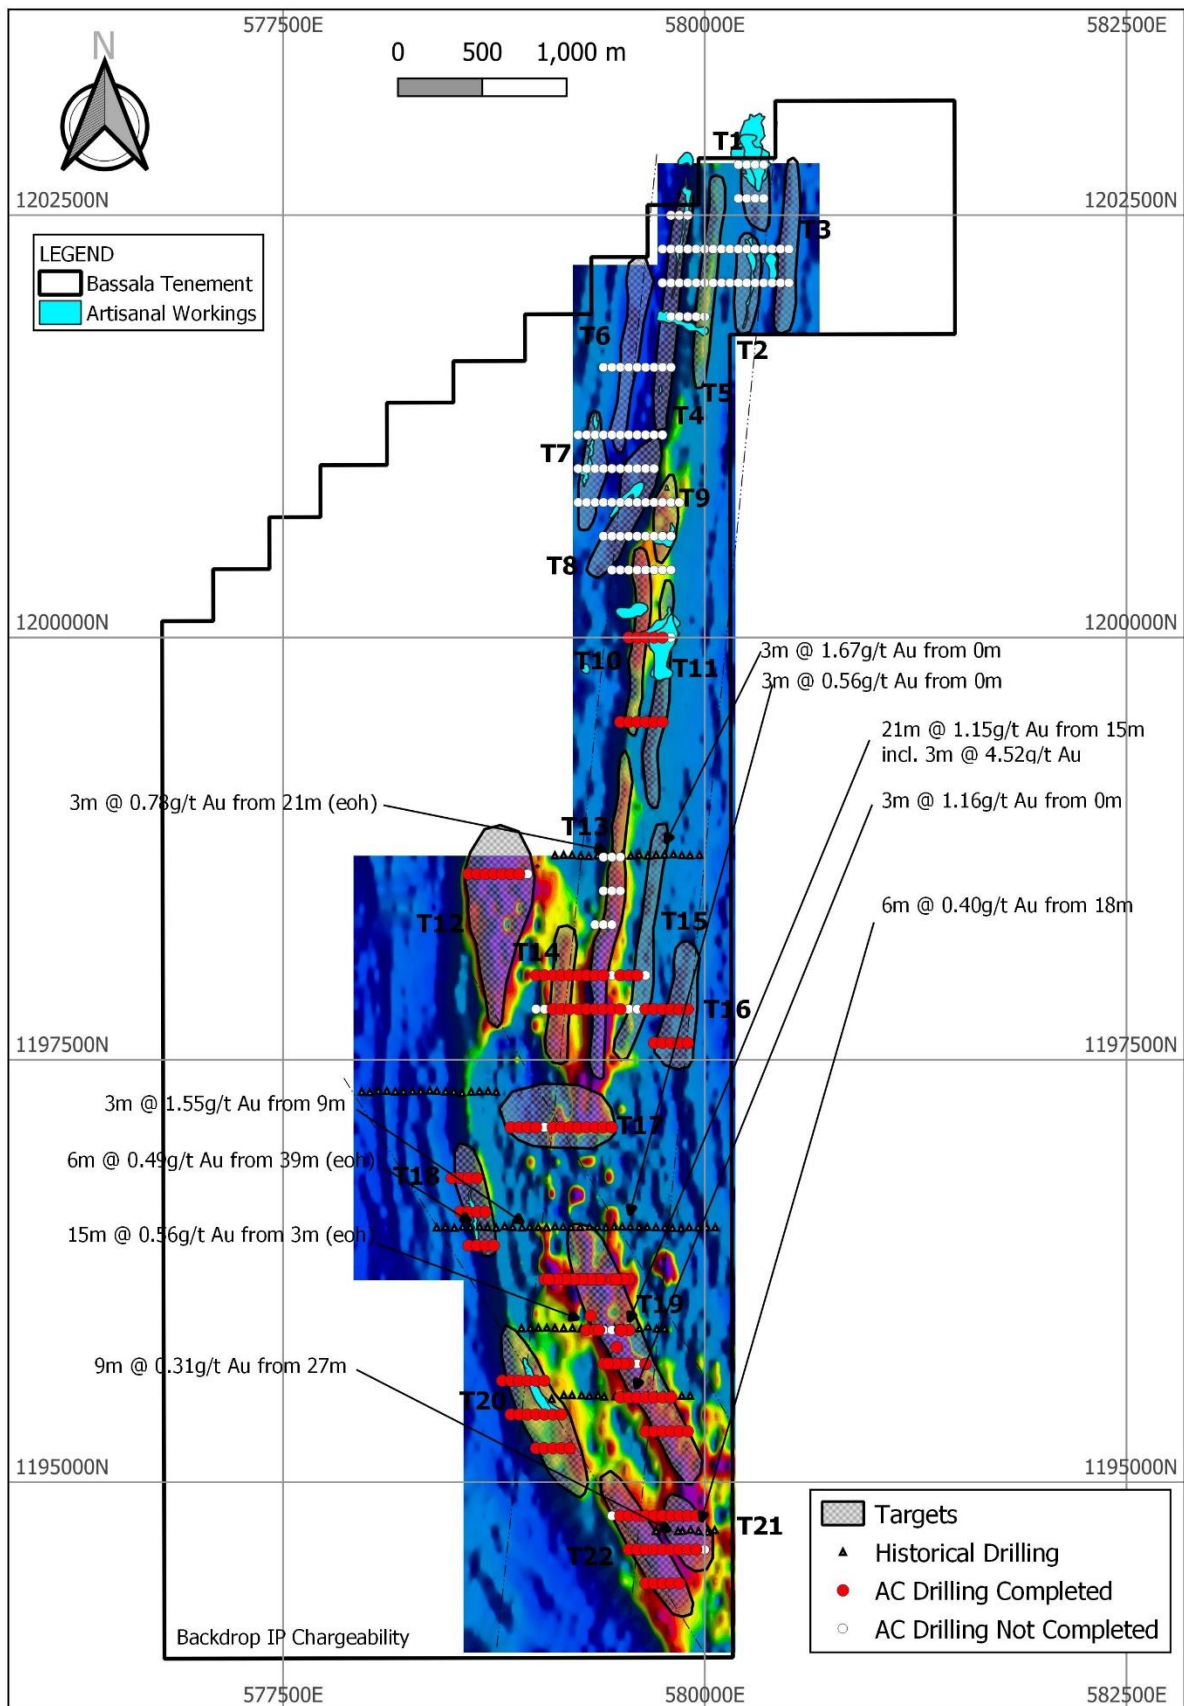 577500E
580000E
582500E
N
0 500 1,000 m
T1
1202500N
1202500N
T3
LEGEND
Bassala Tenement
Artisanal Workings
T6
T2
T5
T4
T7
T9
T8
1200000N
1200000N
3m @ 1.67g/t Au from 0m
T10
T11
3m @ 0.56g/t Au from 0m
21m @ 1.15g/t Au from 15m
incl. 3m @ 4.52g/t Au
3m @ 0.78g/t Au from 21m (eoh)
3m @ 1.16g/t Au from 0m
T13
6m @ 0.40g/t Au from 18m
T12
T15
T14
T16
1197500N
1197500N
3m @ 1.55g/t Au from 9m
T17
6m @ 0.49g/t Au from 39m (eoh)
T18
15m @ 0.56g/t Au from 3m (eoh)
T19
9m @ 0.31g/t Au from 27m
T20
1195000N
1195000N
T21
T22
Targets
Historical Drilling
AC Drilling Completed
AC Drilling Not Completed
Backdrop IP Chargeability
577500E
580000E
582500E